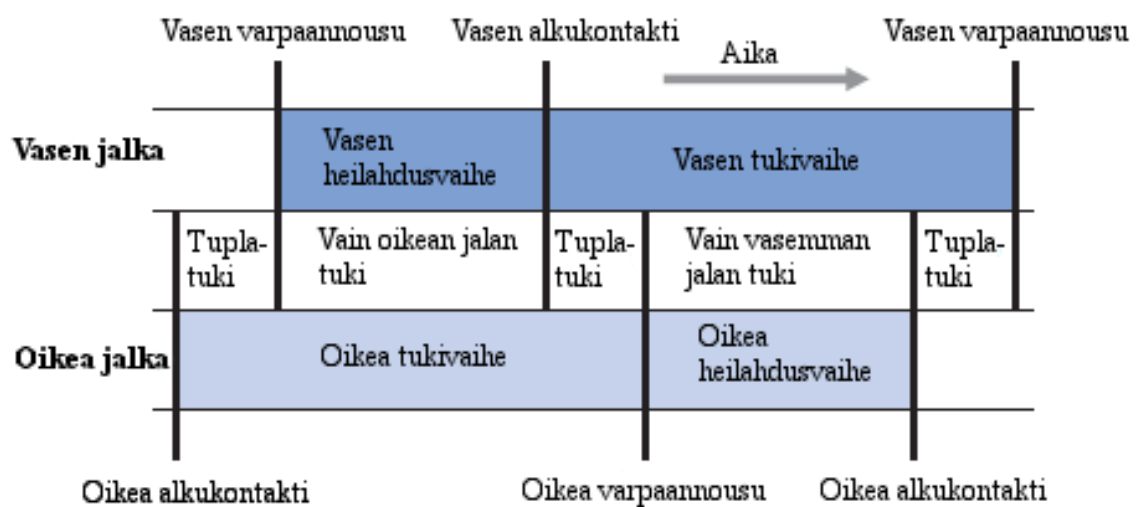 Vasen varpaannousu
Vasen alkukontakti
Vasen varpaannousu
Aika
Vasen jalka
Vasen
heilahdusvaihe
Vasen tukivaihe
Tupla-
tuki
Vain oikean jalan
tuki
Tupla-
tuki
Vain vasemman
jalan tuki
Tupla-
tuki
Oikea jalka
Oikea tukivaihe
Oikea
heilahdusvaihe
Oikea alkukontakti
Oikea varpaannousu
Oikea alkukontakti